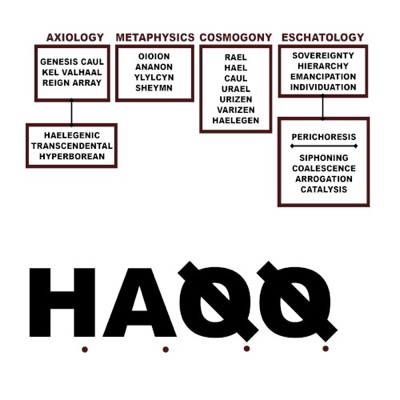 AXIOLOGY
GENESIS CAUL
KEL VALHAAL
REIGN ARRAY
HAELEGENIC
TRANSCENDENTAL
HYPERBOREAN
METAPHYSICS
OIOION
ANANON
YLYLCYN
SHEYMN
COSMOGONY
RAEL
HAEL
CAUL
URAEL
URIZEN
VARIZEN
HAELEGEN
ESCHATOLOGY
SOVEREIGNTY
HIERARCHY
EMANCIPATION
INDIVIDUATION
PERICHORESIS
SIPHONING
COALESCENCE
ARROGATION
CATALYSIS
H.A.Q.Q.